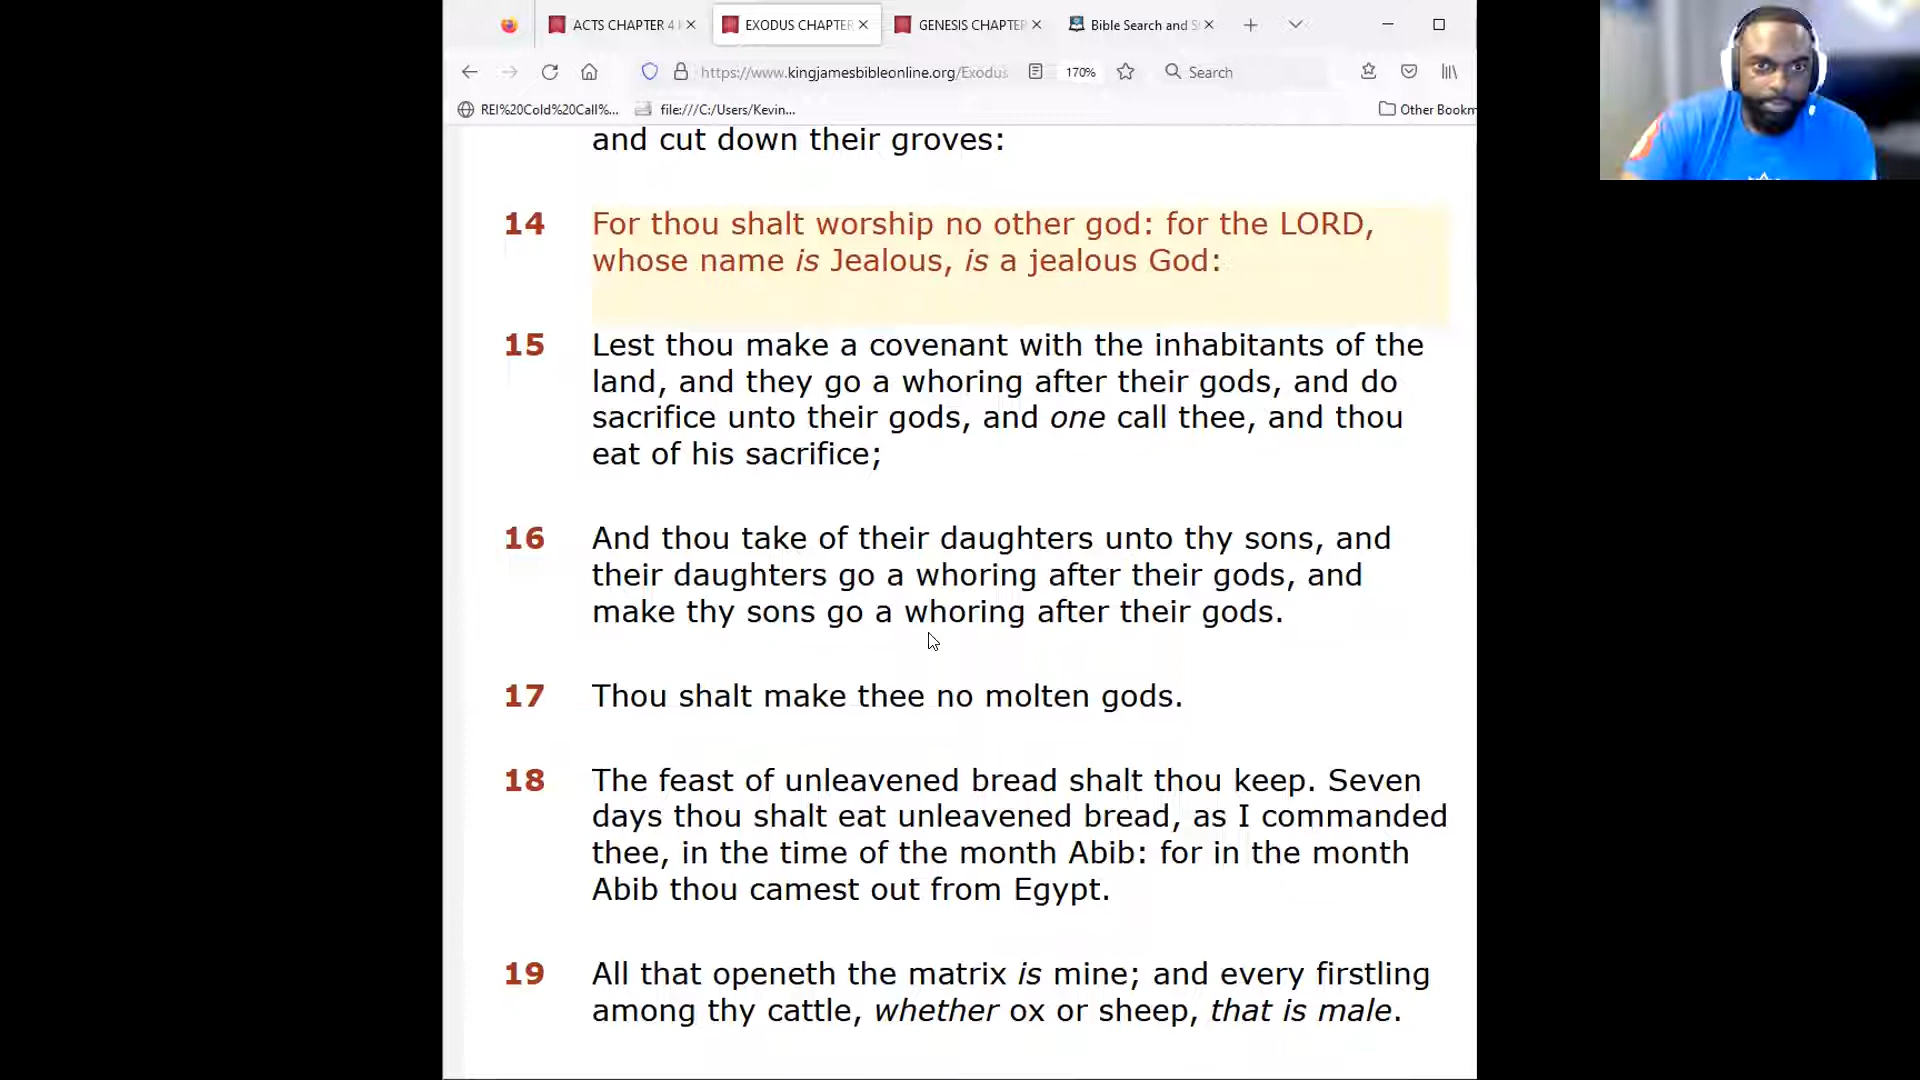 ACTS CHAPTER 4
EXODUS CHAPTER
GENESIS CHAPTER
Bible Search and S
https://www.kingjamesbibleonline.org/Exodus
170%
Search
REI%20Cold%20Call%...
file:///C:/Users/Kevin...
Other Bookm
and cut down their groves:
14 For thou shalt worship no other god: for the LORD,
whose name is Jealous, is a jealous God:
15 Lest thou make a covenant with the inhabitants of the
land, and they go a whoring after their gods, and do
sacrifice unto their gods, and one call thee, and thou
eat of his sacrifice;
16 And thou take of their daughters unto thy sons, and
their daughters go a whoring after their gods, and
make thy sons go a whoring after their gods.
17 Thou shalt make thee no molten gods.
18 The feast of unleavened bread shalt thou keep. Seven
days thou shalt eat unleavened bread, as I commanded
thee, in the time of the month Abib: for in the month
Abib thou camest out from Egypt.
19 All that openeth the matrix is mine; and every firstling
among thy cattle, whether ox or sheep, that is male.